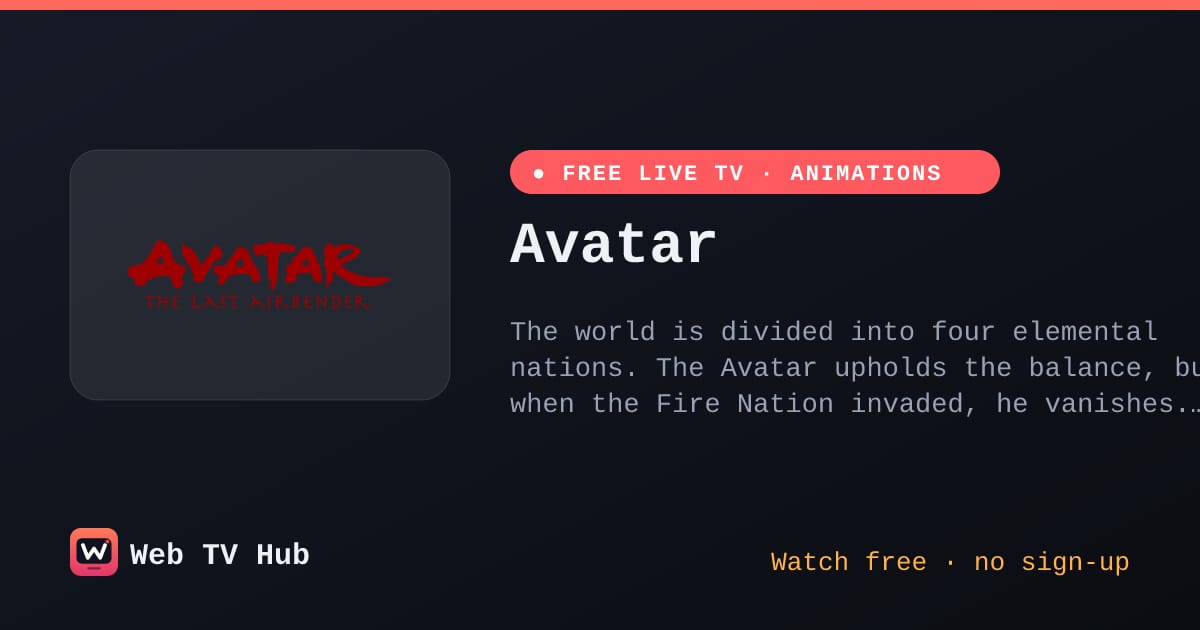 AVATAR
THE LAST AIRBENDER
● FREE LIVE TV · ANIMATIONS
Avatar
The world is divided into four elemental
nations. The Avatar upholds the balance, bu
when the Fire Nation invaded, he vanishes.…
W
Web TV Hub
Watch free · no sign-up